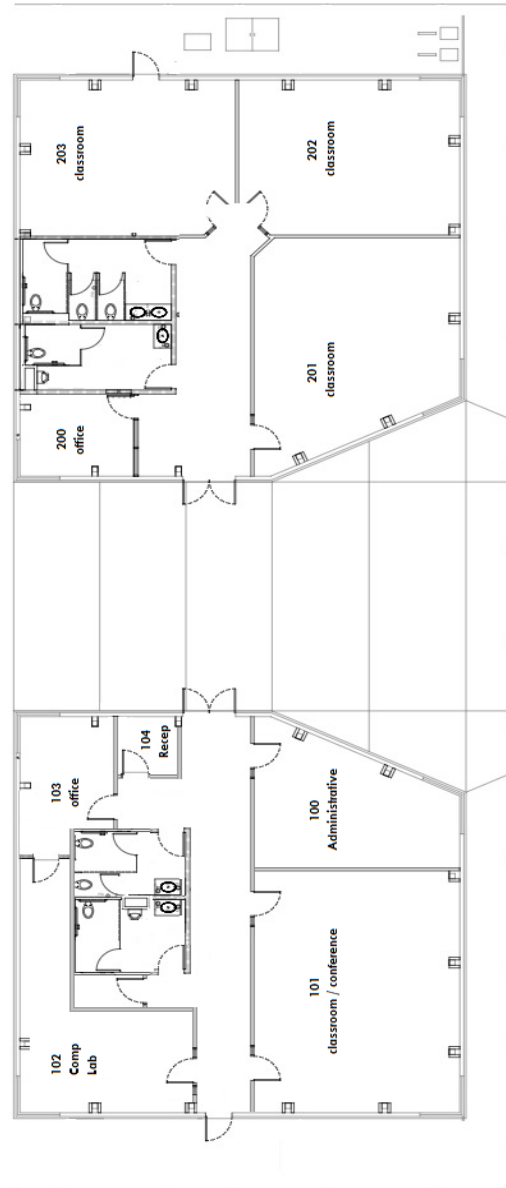 203
classroom
202
classroom
201
classroom
200
office
103
office
104
Recep
100
Administrative
102
Comp
Lab
101
classroom / conference